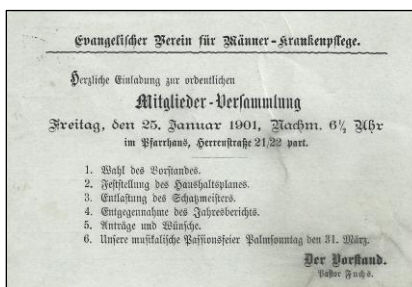 Evangelischer Verein für Männer-Krankenpflege.
Herzliche Einladung zur ordentlichen
Mitglieder-Versammlung
Freitag, den 25. Januar 1901, Nachm. 6½ Uhr
im Pfarrhaus, Herrenstraße 21/22 part.
1. Wahl des Vorstandes.
2. Feststellung des Haushaltsplanes.
3. Entlastung des Schatzmeisters.
4. Entgegennahme des Jahresberichts.
5. Anträge und Wünsche.
6. Unsere musikalische Passionsfeier Palmsonntag den 31. März.
Der Vorstand.
Pastor Fuchs.